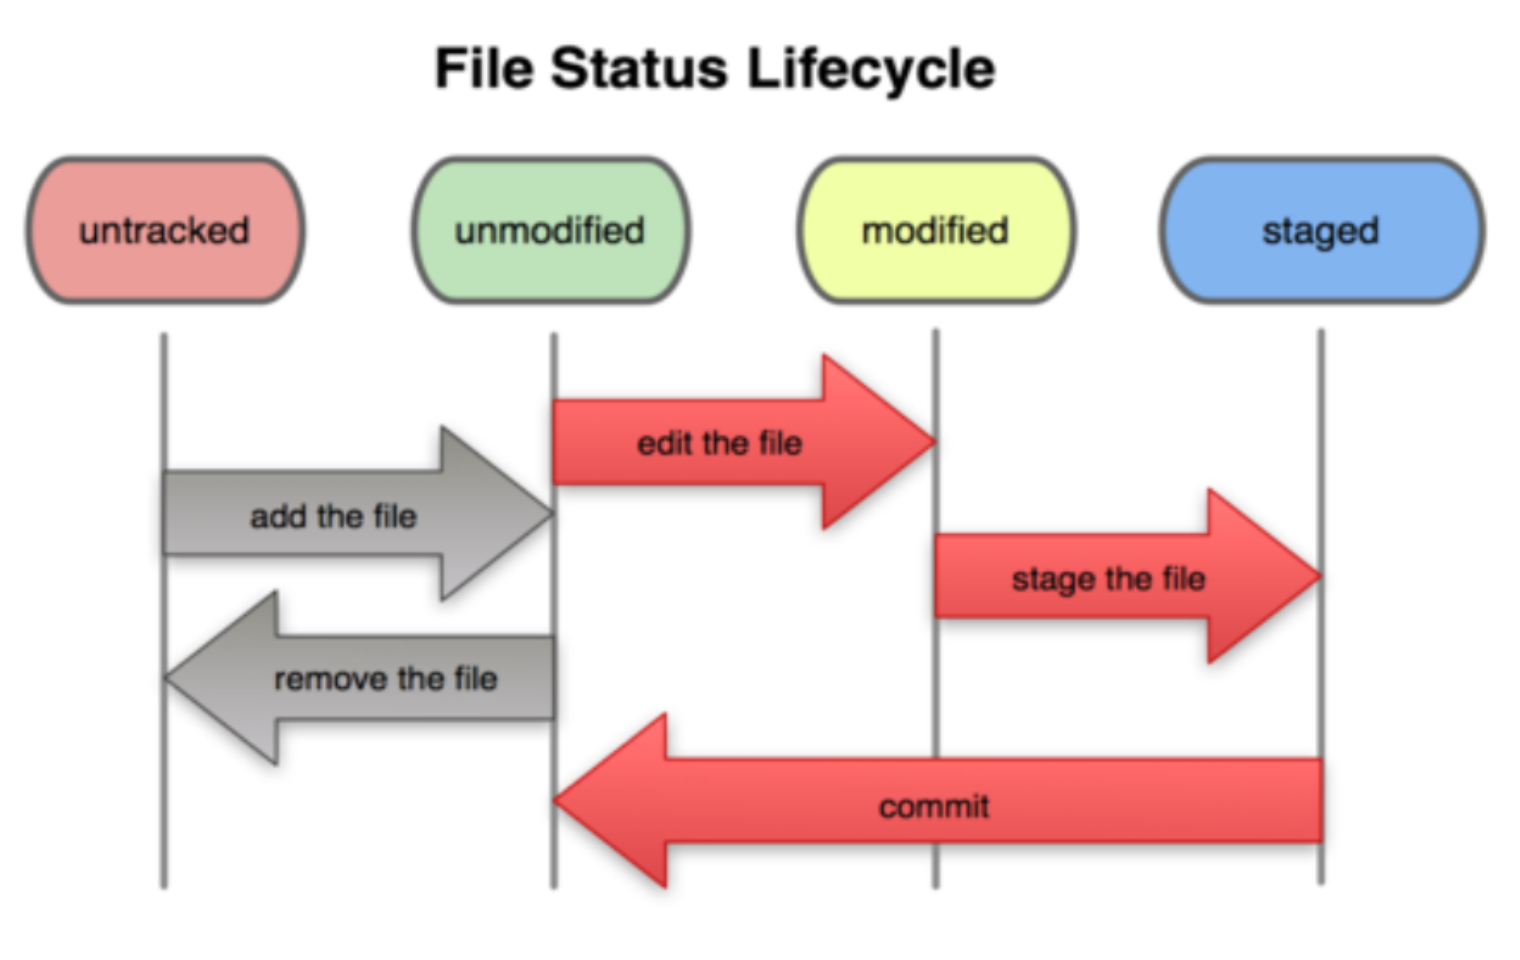 File Status Lifecycle
untracked
unmodified
modified
staged
edit the file
add the file
stage the file
remove the file
commit